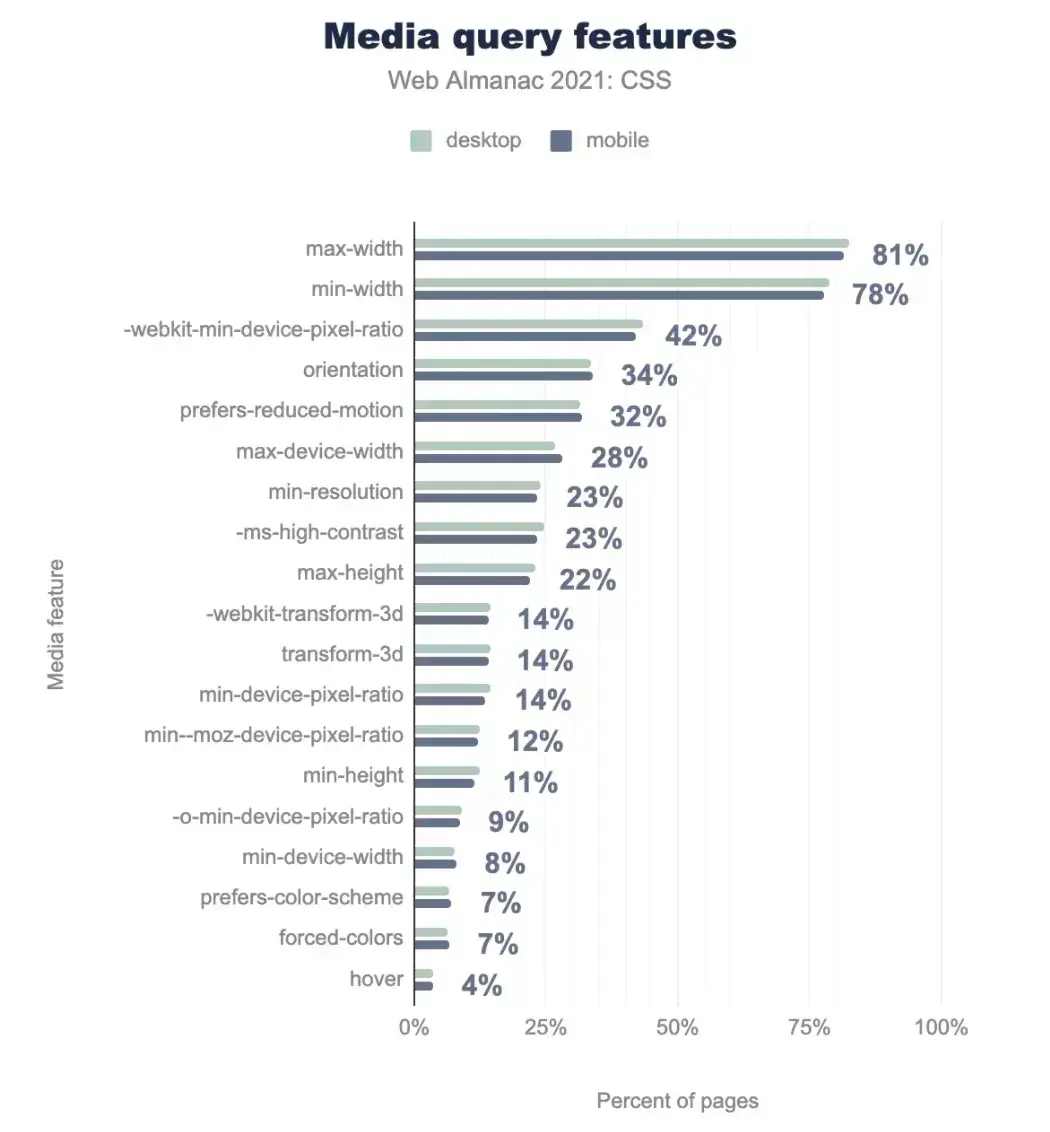 Media query features
Web Almanac 2021: CSS
desktop mobile
max-width 81%
min-width 78%
-webkit-min-device-pixel-ratio 42%
orientation 34%
prefers-reduced-motion 32%
max-device-width 28%
min-resolution 23%
-ms-high-contrast 23%
max-height 22%
-webkit-transform-3d 14%
transform-3d 14%
min-device-pixel-ratio 14%
min--moz-device-pixel-ratio 12%
min-height 11%
-o-min-device-pixel-ratio 9%
min-device-width 8%
prefers-color-scheme 7%
forced-colors 7%
hover 4%
Media feature
0% 25% 50% 75% 100%
Percent of pages